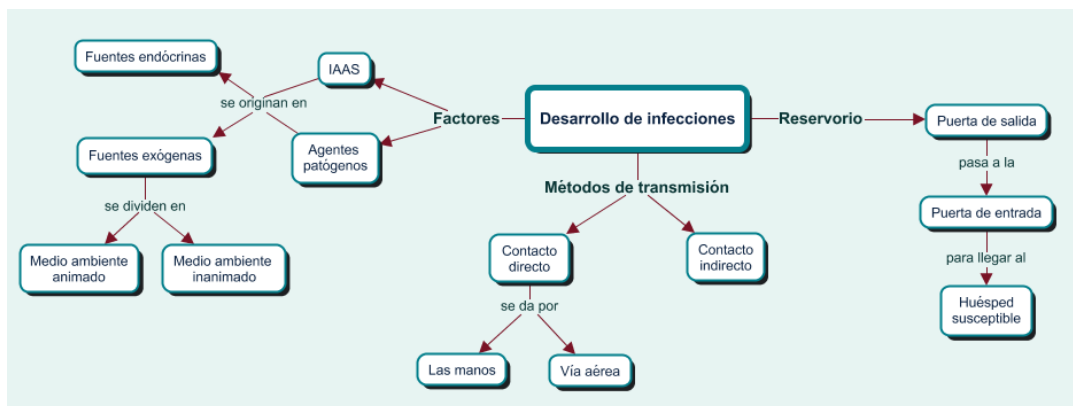 Fuentes endócrinas
IAAS
se originan en
Factores
Desarrollo de infecciones
Reservorio
Puerta de salida
Fuentes exógenas
Agentes
patógenos
pasa a la
Métodos de transmisión
se dividen en
Puerta de entrada
Medio ambiente
animado
Medio ambiente
inanimado
Contacto
directo
Contacto
indirecto
para llegar al
se da por
Huésped
susceptible
Las manos
Vía aérea